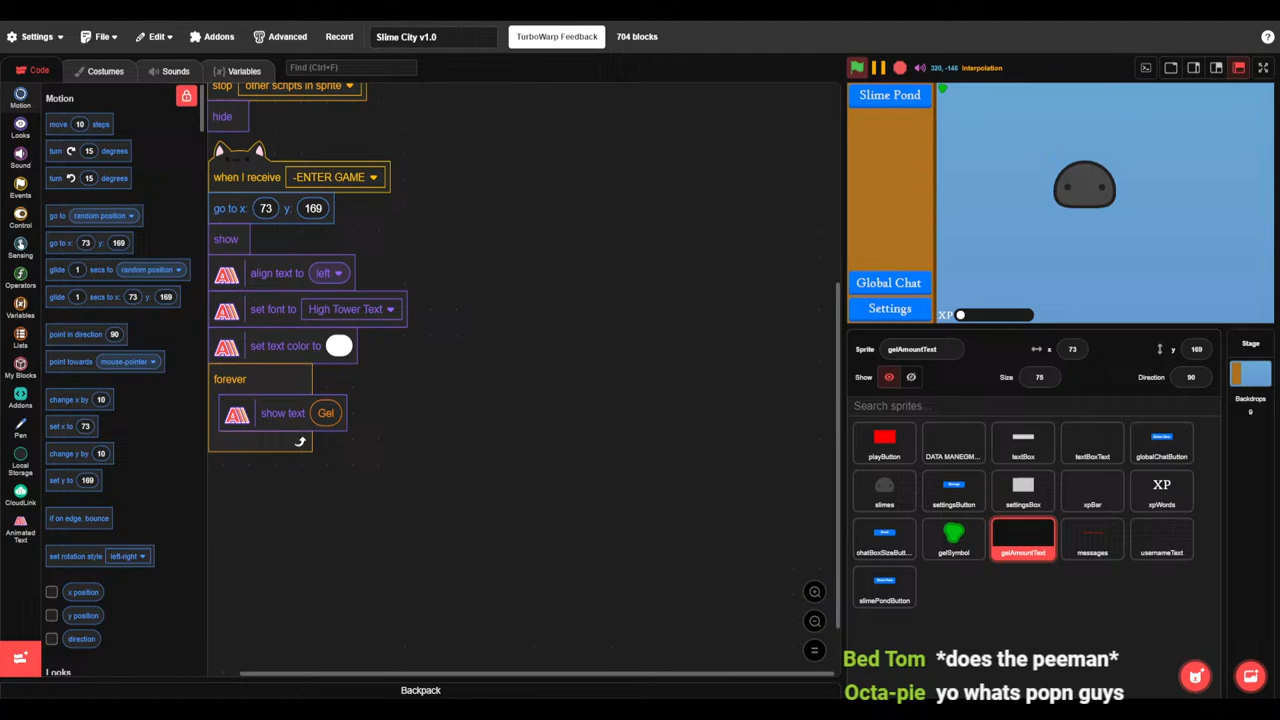 Settings File Edit Addons Advanced Record Slime City v1.0 TurboWarp Feedback 704 blocks ?
Code Costumes Sounds (x) Variables Find (Ctrl+F)
320, -146 Interpolation
Motion
Looks
Sound
Events
Control
Sensing
Operators
Variables
Lists
My Blocks
Addons
Pen
Local Storage
CloudLink
Animated Text
Motion
move 10 steps
turn 15 degrees
turn 15 degrees
go to random position
go to x: 73 y: 169
glide 1 secs to random position
glide 1 secs to x: 73 y: 169
point in direction 90
point towards mouse-pointer
change x by 10
set x to 73
change y by 10
set y to 169
if on edge, bounce
set rotation style left-right
x position
y position
direction
Looks
stop other scripts in sprite
hide
when I receive -ENTER GAME
go to x: 73 y: 169
show
align text to left
set font to High Tower Text
set text color to
forever
show text Gel
Backpack
Slime Pond
Global Chat
Settings
XP
Sprite gelAmountText x 73 y 169
Show Size 75 Direction 90
Search sprites...
playButton DATA MANEGM... textBox textBoxText globalChatButton
slimes settingsButton settingsBox xpBar XP xpWords
chatBoxSizeButt... gelSymbol gelAmountText messages usernameText
slimePondButton
Stage
Backdrops
9
Bed Tom *does the peeman*
Octa-pie yo whats popn guys